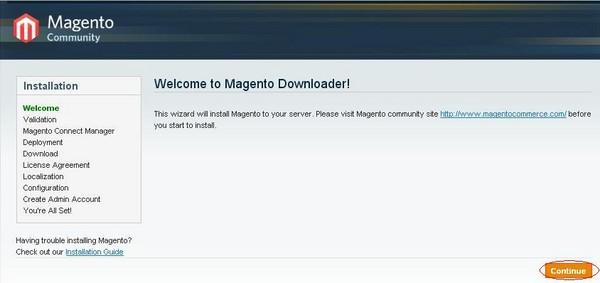 Magento
Community
Installation
Welcome
Validation
Magento Connect Manager
Deployment
Download
License Agreement
Localization
Configuration
Create Admin Account
You're All Set!
Having trouble installing Magento?
Check out our Installation Guide
Welcome to Magento Downloader!
This wizard will install Magento to your server. Please visit Magento community site http://www.magentocommerce.com/ before
you start to install.
Continue